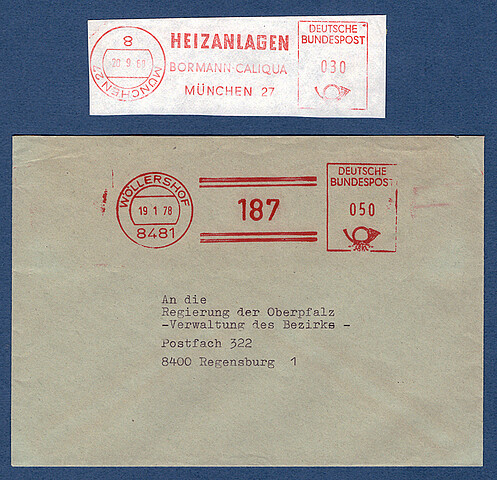 8
20 9 60
MÜNCHEN 27
HEIZANLAGEN
BORMANN-CALIQUA
MÜNCHEN 27
DEUTSCHE
BUNDESPOST
030
WÖLLERSHOF
19 1 78
8481
187
DEUTSCHE
BUNDESPOST
050
An die
Regierung der Oberpfalz
-Verwaltung des Bezirks -
Postfach 322
8400 Regensburg 1